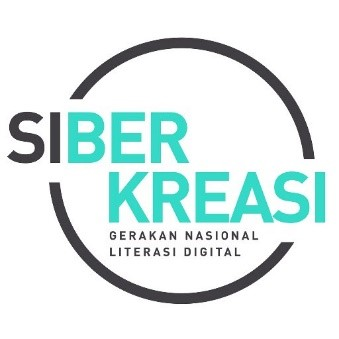 SIBER
KREASI
GERAKAN NASIONAL
LITERASI DIGITAL